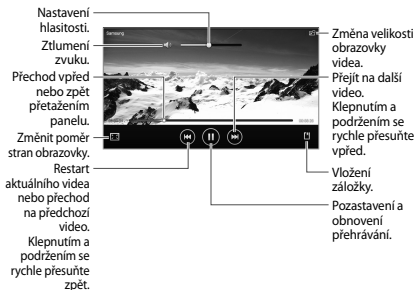 Nastavení
hlasitosti.
Ztlumení
zvuku.
Přechod vpřed
nebo zpět
přetažením
panelu.
Změnit poměr
stran obrazovky.
Restart
aktuálního videa
nebo přechod
na předchozí
video.
Klepnutím a
podržením se
rychle přesuňte
zpět.
Samsung
Změna velikosti
obrazovky
videa.
Přejít na další
video.
Klepnutím a
podržením se
rychle přesuňte
vpřed.
Vložení
záložky.
Pozastavení a
obnovení
přehrávání.